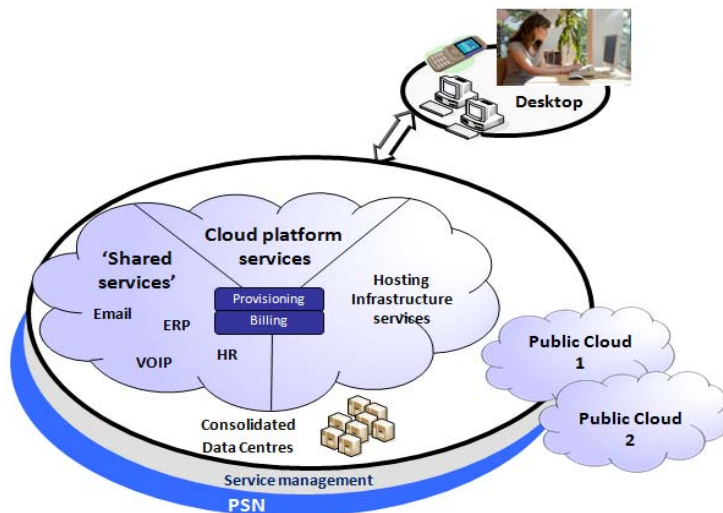 Desktop
Cloud platform
services
‘Shared
services’
Hosting
Infrastructure
services
Provisioning
Billing
Email
ERP
VOIP
HR
Public Cloud
1
Public Cloud
2
Consolidated
Data Centres
Service management
PSN